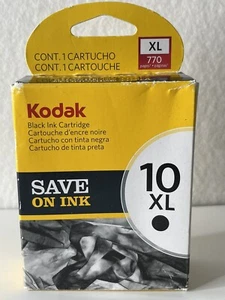 CONT. 1 CARTUCHO
CONT. 1 CARTOUCHE
XL
770
Kodak
Black Ink Cartridge
Cartouche d'encre noire
Cartucho con tinta negra
Cartucho de tinta preta
SAVE
ON INK
10
XL